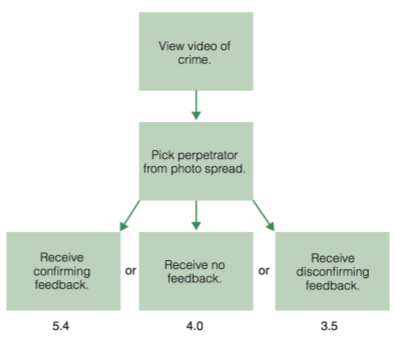 View video of
crime.
Pick perpetrator
from photo spread.
Receive
confirming
feedback.
or
Receive no
feedback.
or
Receive
disconfirming
feedback.
5.4
4.0
3.5